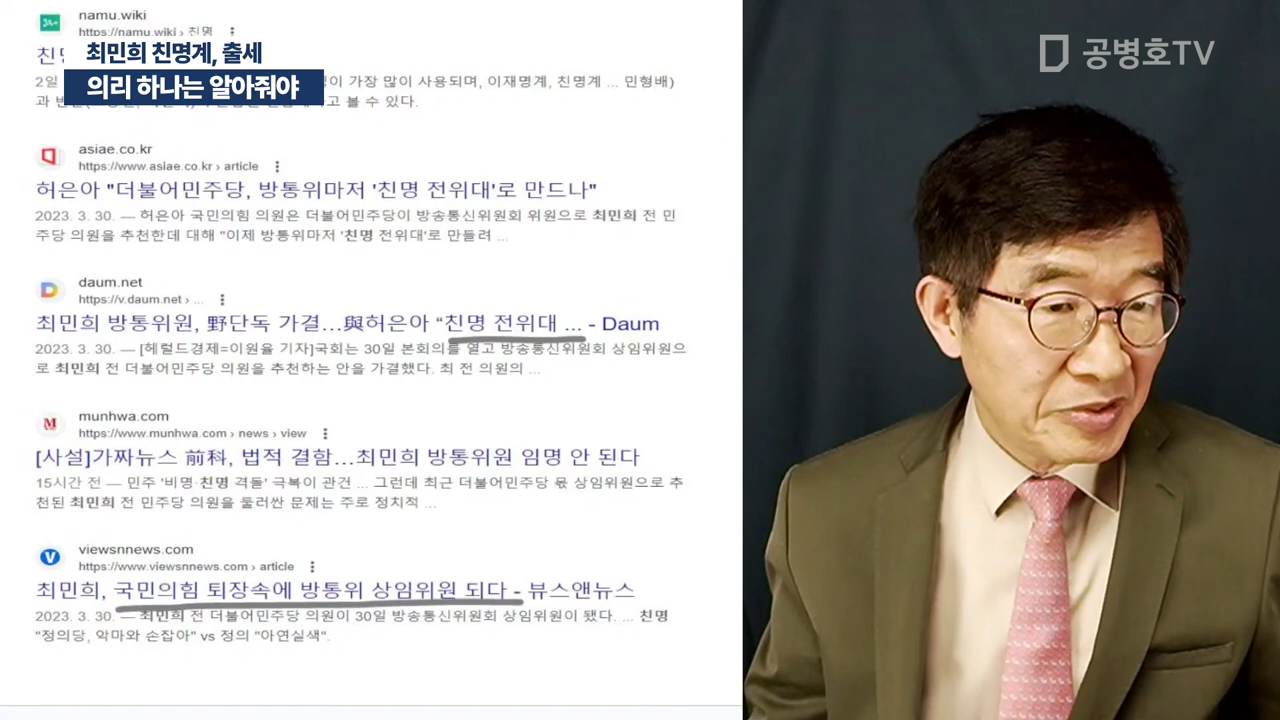 namu.wiki
https://namu.wiki › 친명
최민희 친명계, 출세
의리 하나는 알아줘야
2일
이 가장 많이 사용되며, 이재명계, 친명계 ... 민형배)
고 볼 수 있다.
asiae.co.kr
https://www.asiae.co.kr › article
허은아 "더불어민주당, 방통위마저 '친명 전위대'로 만드나"
2023. 3. 30. — 허은아 국민의힘 의원은 더불어민주당이 방송통신위원회 위원으로 최민희 전 민
주당 의원을 추천한데 대해 "이제 방통위마저 '친명 전위대'로 만들려 ...
daum.net
https://v.daum.net › ...
최민희 방통위원, 野단독 가결...與허은아 “친명 전위대 ... - Daum
2023. 3. 30. — [헤럴드경제=이원율 기자]국회는 30일 본회의를 열고 방송통신위원회 상임위원으
로 최민희 전 더불어민주당 의원을 추천하는 안을 가결했다. 최 전 의원의 ...
munhwa.com
https://www.munhwa.com › news › view
[사설]가짜뉴스 前科, 법적 결함...최민희 방통위원 임명 안 된다
15시간 전 — 민주 '비명·친명 격돌' 극복이 관건 ... 그런데 최근 더불어민주당 몫 상임위원으로 추
천된 최민희 전 민주당 의원을 둘러싼 문제는 주로 정치적 ...
viewsnnews.com
https://www.viewsnnews.com › article
최민희, 국민의힘 퇴장속에 방통위 상임위원 되다 - 뷰스앤뉴스
2023. 3. 30. — 최민희 전 더불어민주당 의원이 30일 방송통신위원회 상임위원이 됐다. ... 친명
"정의당, 악마와 손잡아" vs 정의 "아연실색".
공병호TV